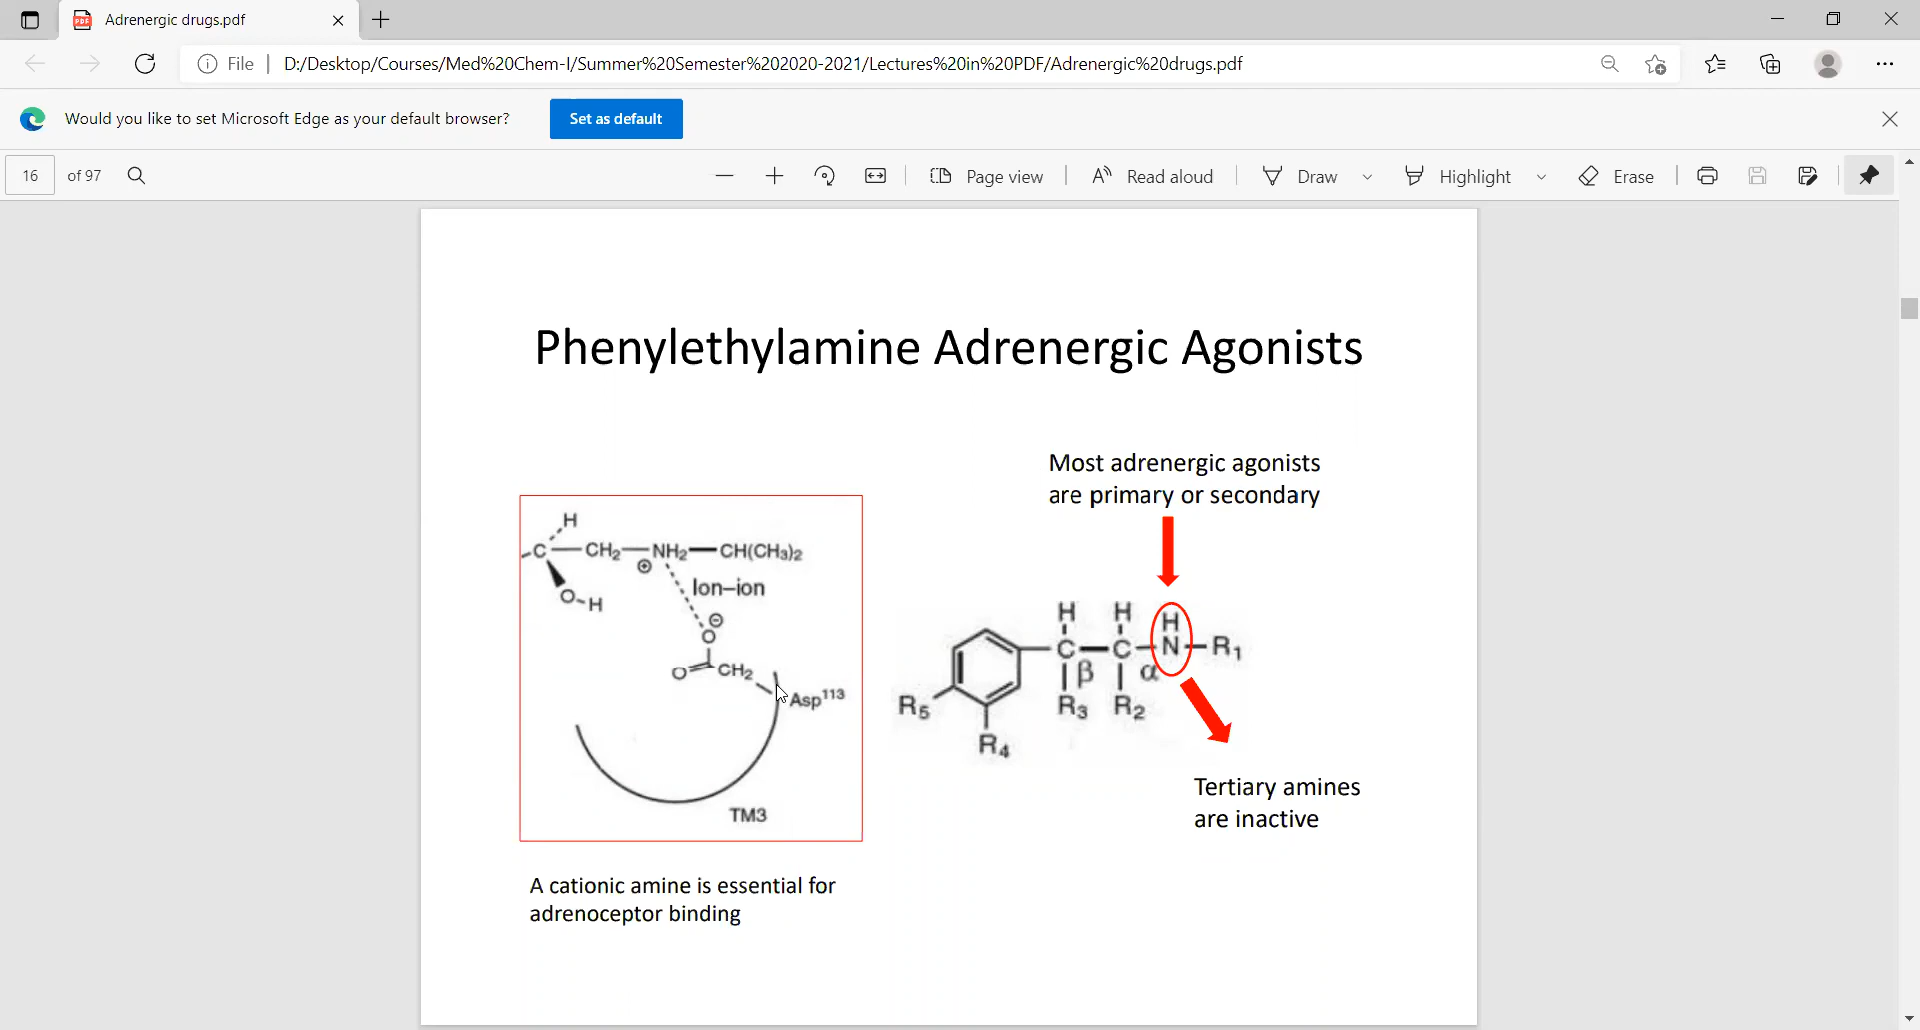 Adrenergic drugs.pdf
File | D:/Desktop/Courses/Med%20Chem-I/Summer%20Semester%202020-2021/Lectures%20in%20PDF/Adrenergic%20drugs.pdf
Would you like to set Microsoft Edge as your default browser? Set as default
16 of 97 Page view Read aloud Draw Highlight Erase
Phenylethylamine Adrenergic Agonists
Most adrenergic agonists
are primary or secondary
H
C—CH₂—NH₂—CH(CH₃)₂
⊕
Ion–ion
O-H
⊖
O
O=CH₂
Asp¹¹³
TM3
H H H
C—C—N—R₁
β α
R₅ R₃ R₂
R₄
Tertiary amines
are inactive
A cationic amine is essential for
adrenoceptor binding